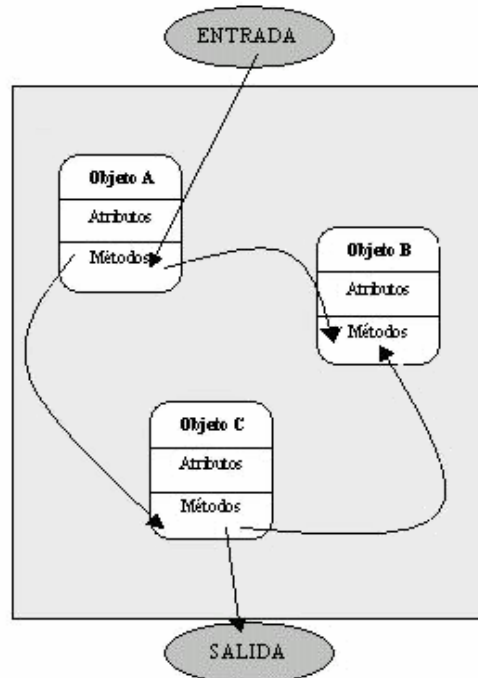 ENTRADA
Objeto A
Atributos
Métodos
Objeto B
Atributos
Métodos
Objeto C
Atributos
Métodos
SALIDA